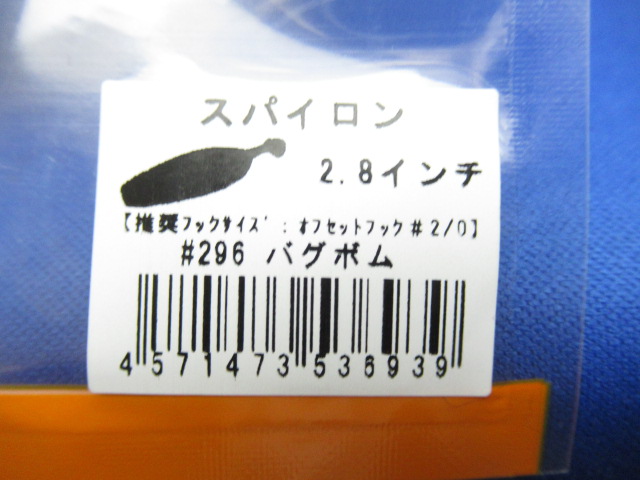 スパイロン
2.8インチ
【推奨フックサイズ:オフセットフック#2/0】
#296 バグボム
4571473536939